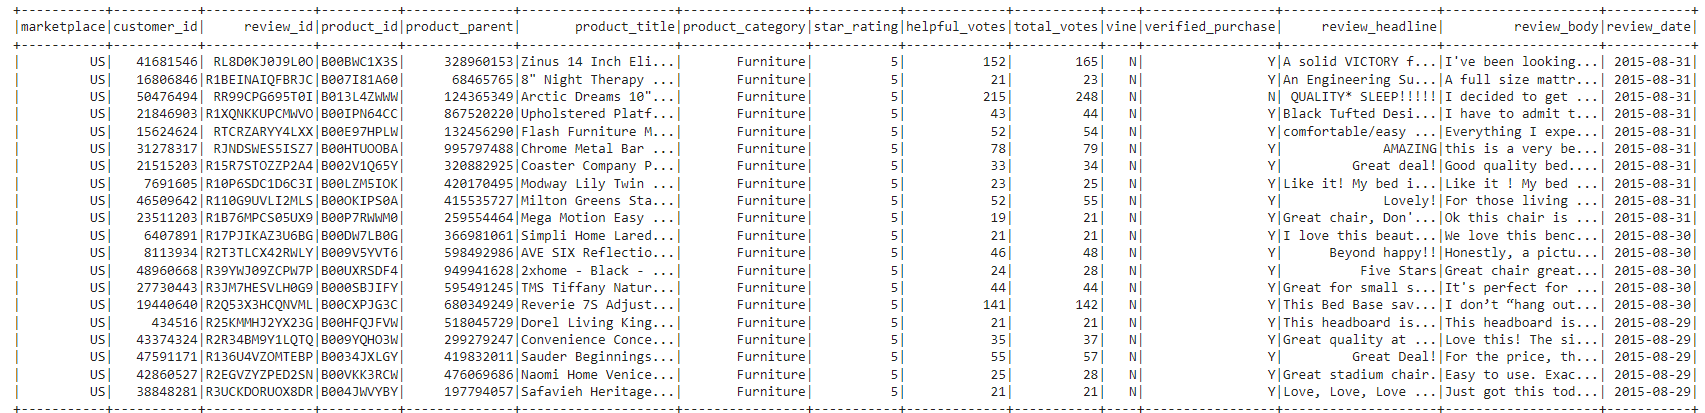 +-----------+-----------+--------------+----------+--------------+--------------------+----------------+-----------+-------------+-----------+----+-----------------+--------------------+--------------------+-----------+
|marketplace|customer_id|     review_id|product_id|product_parent|       product_title|product_category|star_rating|helpful_votes|total_votes|vine|verified_purchase|     review_headline|         review_body|review_date|
+-----------+-----------+--------------+----------+--------------+--------------------+----------------+-----------+-------------+-----------+----+-----------------+--------------------+--------------------+-----------+
|         US|   41681546| RL8D0KJ0J9L0O|B00BWC1X3S|     328960153|Zinus 14 Inch Eli...|       Furniture|          5|          152|        165|   N|                Y|A solid VICTORY f...|I've been looking...| 2015-08-31|
|         US|   16806846|R1BEINAIQFBRJC|B007I81A60|      68465765|8" Night Therapy ...|       Furniture|          5|           21|         23|   N|                Y|An Engineering Su...|A full size mattr...| 2015-08-31|
|         US|   50476494| RR99CPG695T0I|B013L4ZWWW|     124365349|Arctic Dreams 10"...|       Furniture|          5|          215|        248|   N|                N| QUALITY* SLEEP!!!!!|I decided to get ...| 2015-08-31|
|         US|   21846903|R1XQNKKUPCMWVO|B00IPN64CC|     867520220|Upholstered Platf...|       Furniture|          5|           43|         44|   N|                Y|Black Tufted Desi...|I have to admit t...| 2015-08-31|
|         US|   15624624| RTCRZARYY4LXX|B00E97HPLW|     132456290|Flash Furniture M...|       Furniture|          5|           52|         54|   N|                Y|comfortable/easy ...|Everything I expe...| 2015-08-31|
|         US|   31278317| RJNDSWES5ISZ7|B00HTUOOBA|     995797488|Chrome Metal Bar ...|       Furniture|          5|           78|         79|   N|                Y|             AMAZING|this is a very be...| 2015-08-31|
|         US|   21515203|R15R7STOZZP2A4|B002V1Q65Y|     320882925|Coaster Company P...|       Furniture|          5|           33|         34|   N|                Y|         Great deal!|Good quality bed....| 2015-08-31|
|         US|    7691605|R10P6SDC1D6C3I|B00LZM5IOK|     420170495|Modway Lily Twin ...|       Furniture|          5|           23|         25|   N|                Y|Like it! My bed i...|Like it ! My bed ...| 2015-08-31|
|         US|   46509642|R110G9UVLI2MLS|B00OKIPS0A|     415535727|Milton Greens Sta...|       Furniture|          5|           52|         55|   N|                Y|             Lovely!|For those living ...| 2015-08-31|
|         US|   23511203|R1B76MPCS05UX9|B00P7RWWM0|     259554464|Mega Motion Easy ...|       Furniture|          5|           19|         21|   N|                Y|Great chair, Don'...|Ok this chair is ...| 2015-08-31|
|         US|    6407891|R17PJIKAZ3U6BG|B00DW7LB0G|     366981061|Simpli Home Lared...|       Furniture|          5|           21|         21|   N|                Y|I love this beaut...|We love this benc...| 2015-08-30|
|         US|    8113934|R2T3TLCX42RWLY|B009V5YVT6|     598492986|AVE SIX Reflectio...|       Furniture|          5|           46|         48|   N|                Y|      Beyond happy!!|Honestly, a pictu...| 2015-08-30|
|         US|   48960668|R39YWJ09ZCPW7P|B00UXRSDF4|     949941628|2xhome - Black - ...|       Furniture|          5|           24|         28|   N|                Y|          Five Stars|Great chair great...| 2015-08-30|
|         US|   27730443|R3JM7HESVLH0G9|B000SBJIFY|     595491245|TMS Tiffany Natur...|       Furniture|          5|           44|         44|   N|                Y|Great for small s...|It's perfect for ...| 2015-08-30|
|         US|   19440640|R2Q53X3HCQNVML|B00CXPJG3C|     680349249|Reverie 7S Adjust...|       Furniture|          5|          141|        142|   N|                Y|This Bed Base sav...|I don’t “hang out...| 2015-08-30|
|         US|     434516|R25KMMHJ2YX23G|B00HFQJFVW|     518045729|Dorel Living King...|       Furniture|          5|           21|         21|   N|                Y|This headboard is...|This headboard is...| 2015-08-29|
|         US|   43374324|R2R34BM9Y1LQTQ|B009YQHO3W|     299279247|Convenience Conce...|       Furniture|          5|           35|         37|   N|                Y|Great quality at ...|Love this! The si...| 2015-08-29|
|         US|   47591171|R136U4VZOMTEBP|B0034JXLGY|     419832011|Sauder Beginnings...|       Furniture|          5|           55|         57|   N|                Y|         Great Deal!|For the price, th...| 2015-08-29|
|         US|   42860527|R2EGVZYZPED2SN|B00VKK3RCW|     476069686|Naomi Home Venice...|       Furniture|          5|           25|         28|   N|                Y|Great stadium chair.|Easy to use. Exac...| 2015-08-29|
|         US|   38848281|R3UCKDORUOX8DR|B004JWVYBY|     197794057|Safavieh Heritage...|       Furniture|          5|           21|         21|   N|                Y|Love, Love, Love ...|Just got this tod...| 2015-08-29|
+-----------+-----------+--------------+----------+--------------+--------------------+----------------+-----------+-------------+-----------+----+-----------------+--------------------+--------------------+-----------+